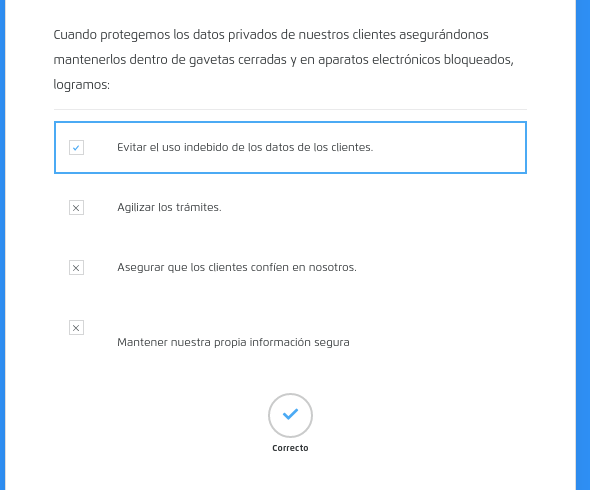 Cuando protegemos los datos privados de nuestros clientes asegurándonos
mantenerlos dentro de gavetas cerradas y en aparatos electrónicos bloqueados,
logramos:
Evitar el uso indebido de los datos de los clientes.
Agilizar los trámites.
Asegurar que los clientes confíen en nosotros.
Mantener nuestra propia información segura
Correcto